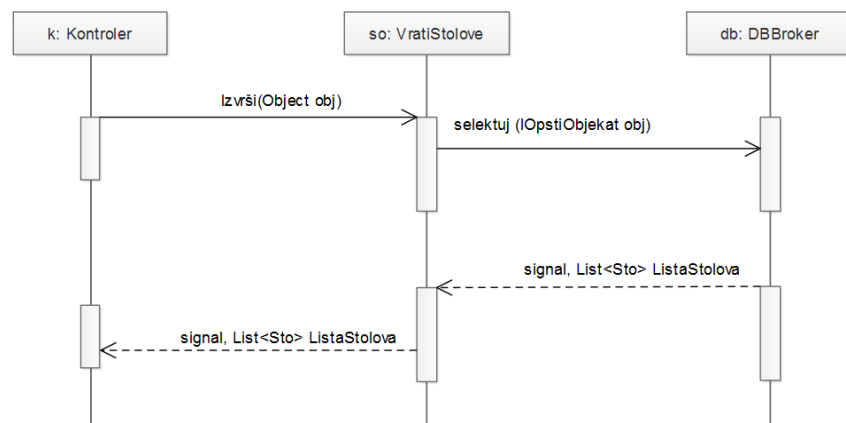 k: Kontroler
so: VratiStolove
db: DBBroker
Izvrši(Object obj)
selektuj (IOpstiObjekat obj)
signal, List<Sto> ListaStolova
signal, List<Sto> ListaStolova